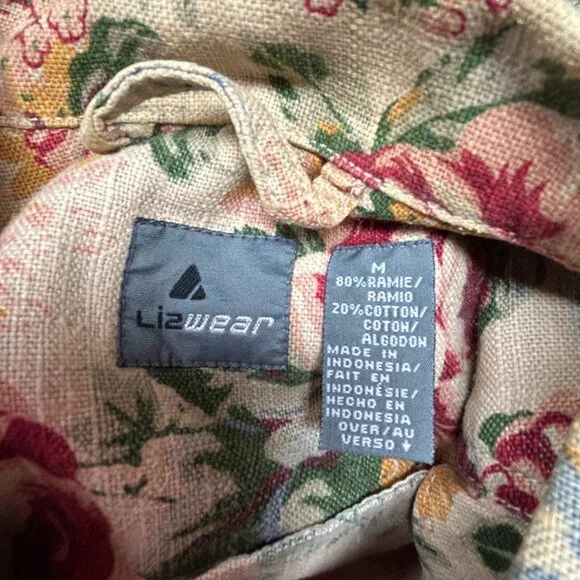 Lizwear
M
80%RAMIE/
RAMIO
20%COTTON/
COTON/
ALGODON
MADE IN
INDONESIA/
FAIT EN
INDONÉSIE/
HECHO EN
INDONESIA
OVER/AU
VERSO ↓